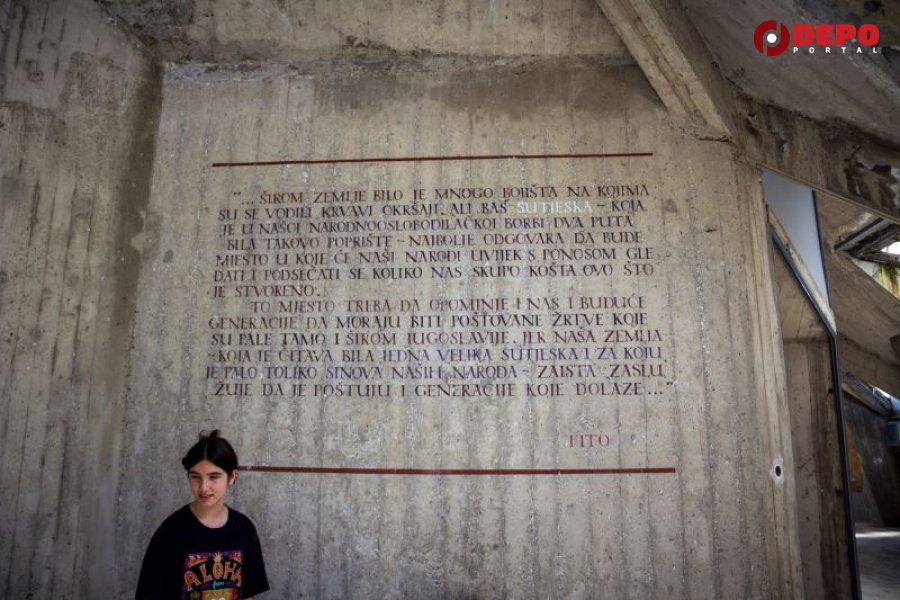 DEPO
PORTAL
"... ŠIROM ZEMLJE BILO JE MNOGO BOJIŠTA NA KOJIMA
SU SE VODILI KRVAVI OKRŠAJI. ALI BAŠ - SUTJESKA - KOJA
JE U NAŠOJ NARODNOOSLOBODILAČKOJ BORBI DVA PUTA
BILA TAKOVO POPRIŠTE - NAJBOLJE ODGOVARA DA BUDE
MJESTO U KOJE ĆE NAŠI NARODI UVIJEK S PONOSOM GLE
DATI I PODSEĆATI SE KOLIKO NAS SKUPO KOŠTA OVO ŠTO
JE STVORENO.
TO MJESTO TREBA DA OPOMINJE I NAS I BUDUĆE
GENERACIJE DA MORAJU BITI POŠTOVANE ŽRTVE KOJE
SU PALE TAMO I ŠIROM JUGOSLAVIJE. JER NAŠA ZEMLJA
- KOJA JE ČITAVA BILA JEDNA VELIKA SUTJESKA I ZA KOJU
JE PALO TOLIKO SINOVA NAŠIH NARODA - ZAISTA ZASLU
ŽUJE DA JE POŠTUJU I GENERACIJE KOJE DOLAZE ..."
TITO
ALOHA
from